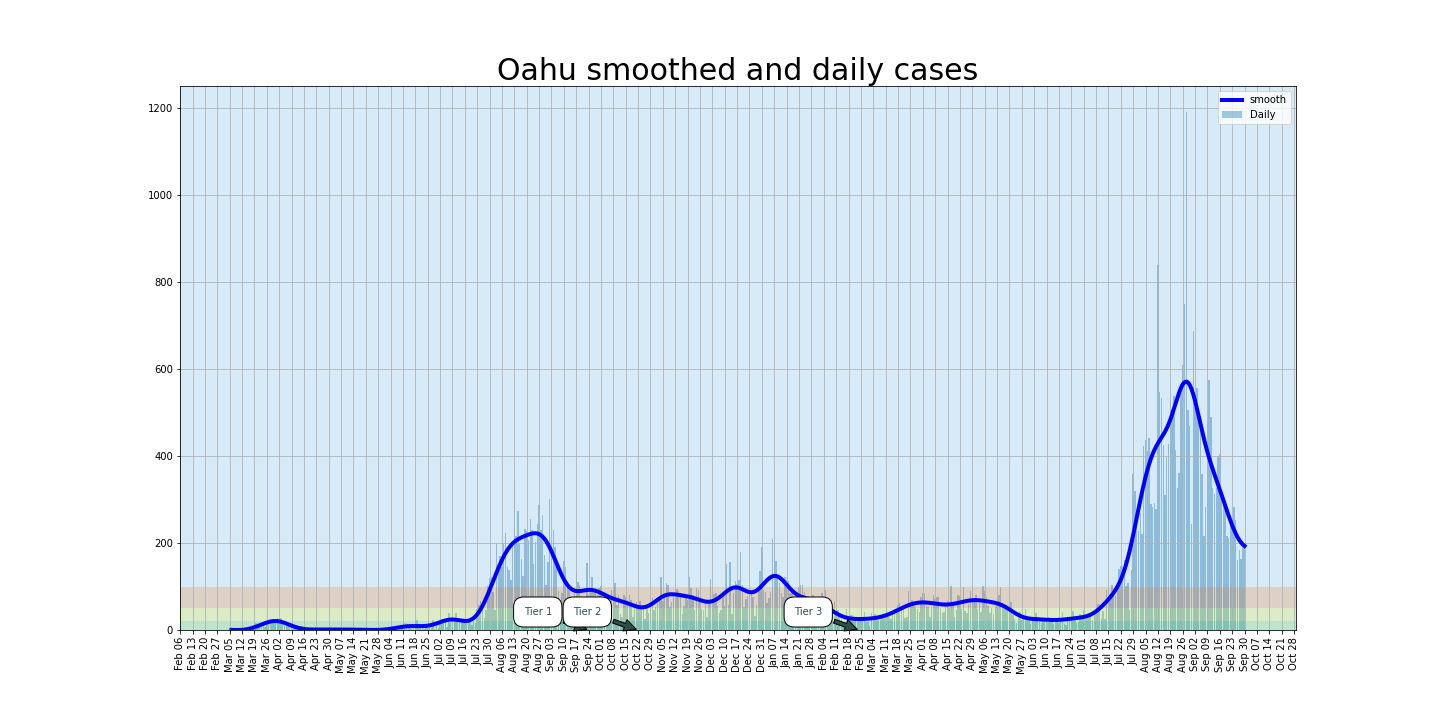 Oahu smoothed and daily cases
smooth
Daily
1200
1000
800
600
400
200
0
Tier 1
Tier 2
Tier 3
Feb 06
Feb 13
Feb 20
Feb 27
Mar 05
Mar 12
Mar 19
Mar 26
Apr 02
Apr 09
Apr 16
Apr 23
Apr 30
May 07
May 14
May 21
May 28
Jun 04
Jun 11
Jun 18
Jun 25
Jul 02
Jul 09
Jul 16
Jul 23
Jul 30
Aug 06
Aug 13
Aug 20
Aug 27
Sep 03
Sep 10
Sep 17
Sep 24
Oct 01
Oct 08
Oct 15
Oct 22
Oct 29
Nov 05
Nov 12
Nov 19
Nov 26
Dec 03
Dec 10
Dec 17
Dec 24
Dec 31
Jan 07
Jan 14
Jan 21
Jan 28
Feb 04
Feb 11
Feb 18
Feb 25
Mar 04
Mar 11
Mar 18
Mar 25
Apr 01
Apr 08
Apr 15
Apr 22
Apr 29
May 06
May 13
May 20
May 27
Jun 03
Jun 10
Jun 17
Jun 24
Jul 01
Jul 08
Jul 15
Jul 22
Jul 29
Aug 05
Aug 12
Aug 19
Aug 26
Sep 02
Sep 09
Sep 16
Sep 23
Sep 30
Oct 07
Oct 14
Oct 21
Oct 28